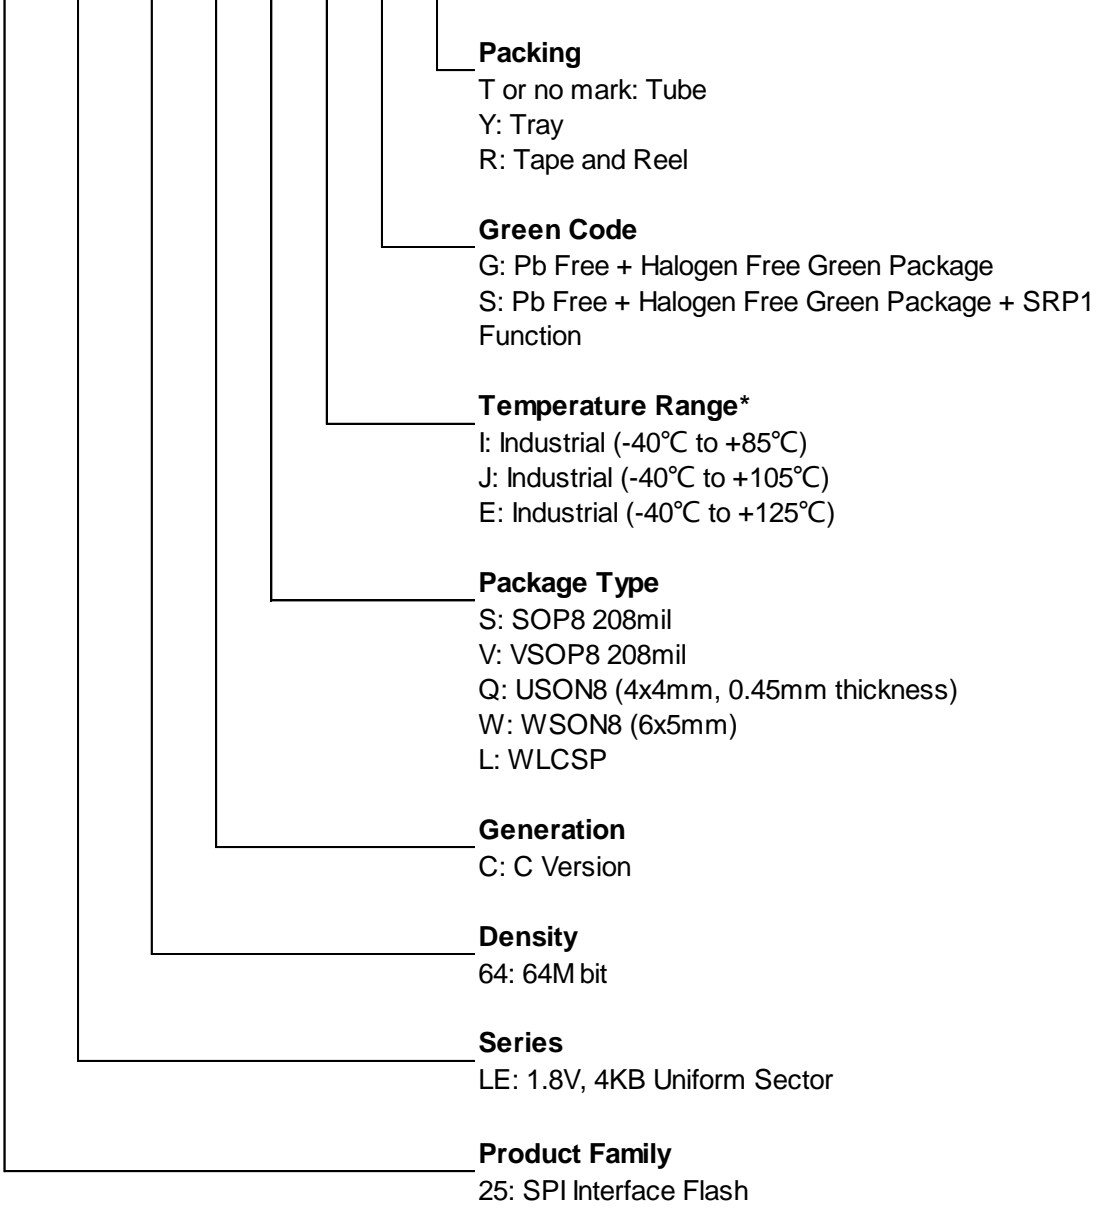 Packing
T or no mark: Tube
Y: Tray
R: Tape and Reel
Green Code
G: Pb Free + Halogen Free Green Package
S: Pb Free + Halogen Free Green Package + SRP1
Function
Temperature Range*
I: Industrial (-40℃ to +85℃)
J: Industrial (-40℃ to +105℃)
E: Industrial (-40℃ to +125℃)
Package Type
S: SOP8 208mil
V: VSOP8 208mil
Q: USON8 (4x4mm, 0.45mm thickness)
W: WSON8 (6x5mm)
L: WLCSP
Generation
C: C Version
Density
64: 64M bit
Series
LE: 1.8V, 4KB Uniform Sector
Product Family
25: SPI Interface Flash